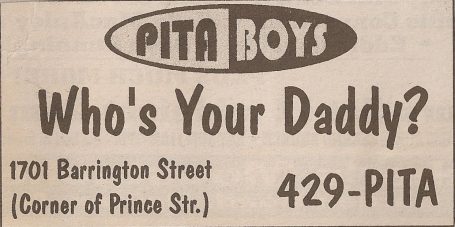 PITA BOYS
Who's Your Daddy?
1701 Barrington Street
(Corner of Prince Str.)
429-PITA